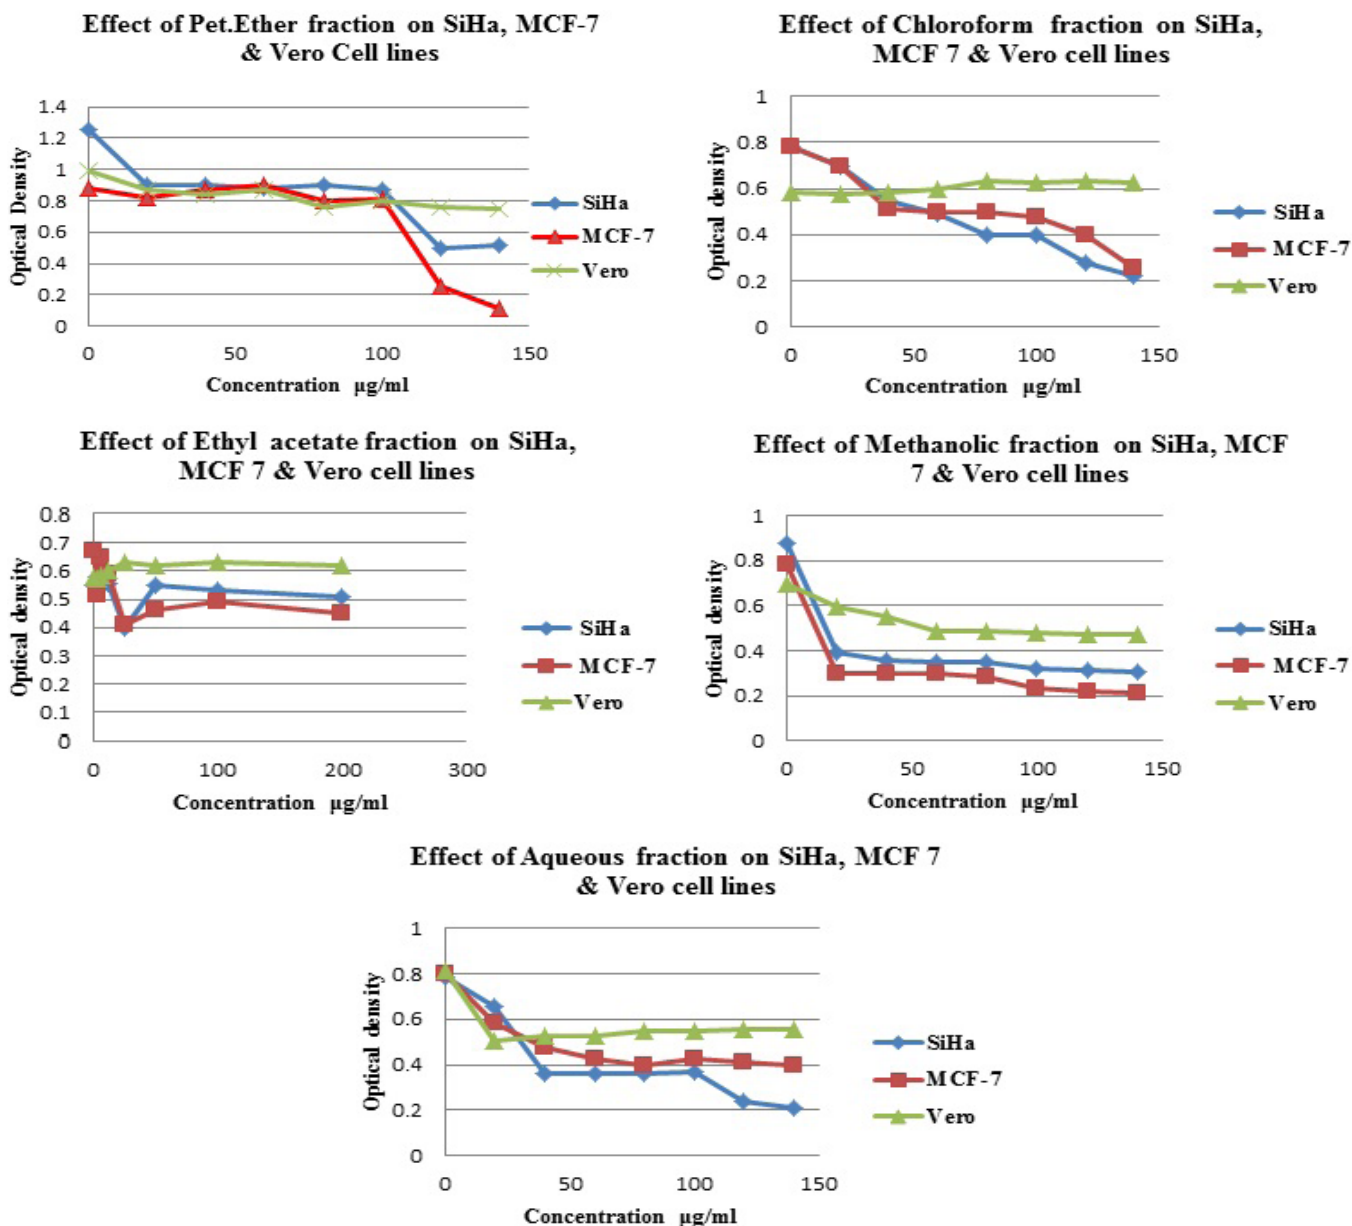 Effect of Pet.Ether fraction on SiHa, MCF-7
& Vero Cell lines
1.4
1.2
1
0.8
0.6
0.4
0.2
0
Optical Density
0 50 100 150
Concentration µg/ml
SiHa
MCF-7
Vero
Effect of Chloroform fraction on SiHa,
MCF 7 & Vero cell lines
1
0.8
0.6
0.4
0.2
0
Optical density
0 50 100 150
Concentration µg/ml
SiHa
MCF-7
Vero
Effect of Ethyl acetate fraction on SiHa,
MCF 7 & Vero cell lines
0.8
0.7
0.6
0.5
0.4
0.3
0.2
0.1
0
Optical density
0 100 200 300
Concentration µg/ml
SiHa
MCF-7
Vero
Effect of Methanolic fraction on SiHa, MCF
7 & Vero cell lines
1
0.8
0.6
0.4
0.2
0
Optical density
0 50 100 150
Concentration µg/ml
SiHa
MCF-7
Vero
Effect of Aqueous fraction on SiHa, MCF 7
& Vero cell lines
1
0.8
0.6
0.4
0.2
0
Optical density
0 50 100 150
Concentration µg/ml
SiHa
MCF-7
Vero